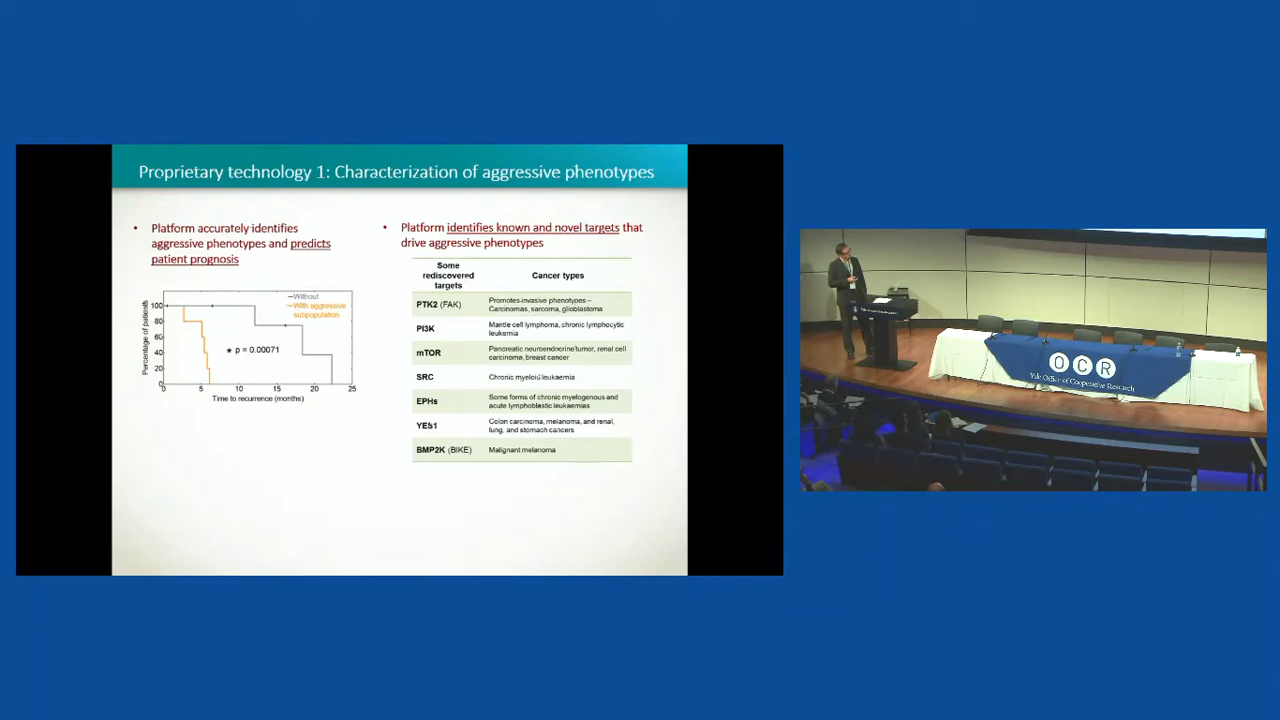 Proprietary technology 1: Characterization of aggressive phenotypes
• Platform accurately identifies
aggressive phenotypes and predicts
patient prognosis
Without
With aggressive
subpopulation
Percentage of patients
100
80
60
40
20
0
★ p = 0.00071
0 5 10 15 20 25
Time to recurrence (months)
• Platform identifies known and novel targets that
drive aggressive phenotypes
Some
rediscovered
targets
Cancer types
PTK2 (FAK)
Promotes invasive phenotypes –
Carcinomas, sarcoma, glioblastoma
PI3K
Mantle cell lymphoma, chronic lymphocytic
leukemia
mTOR
Pancreatic neuroendocrine tumor, renal cell
carcinoma, breast cancer
SRC
Chronic myeloid leukaemia
EPHs
Some forms of chronic myelogenous and
acute lymphoblastic leukaemias
YES1
Colon carcinoma, melanoma, and renal,
lung, and stomach cancers
BMP2K (BIKE)
Malignant melanoma
OCR
Yale Office of Cooperative Research